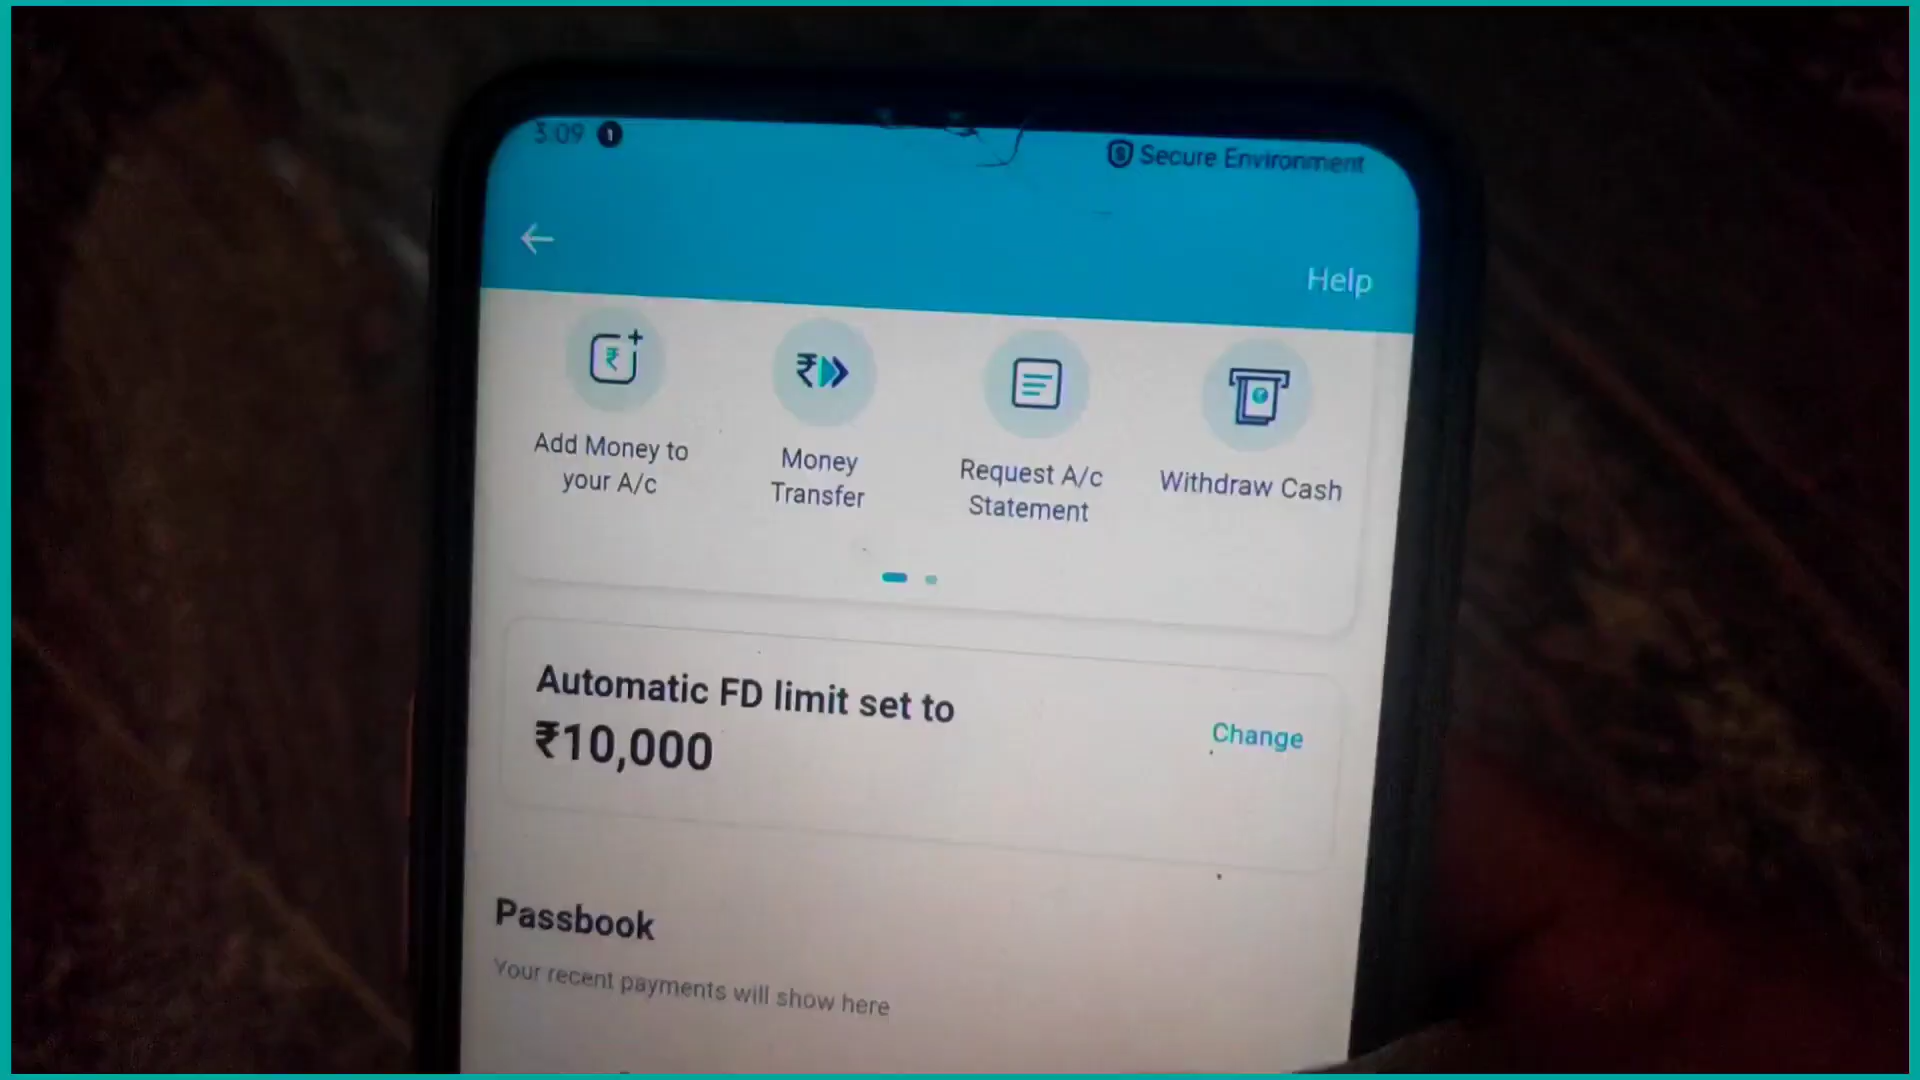 3:09
Secure Environment
Help
Add Money to
your A/c
Money
Transfer
Request A/c
Statement
Withdraw Cash
Automatic FD limit set to
₹10,000
Change
Passbook
Your recent payments will show here